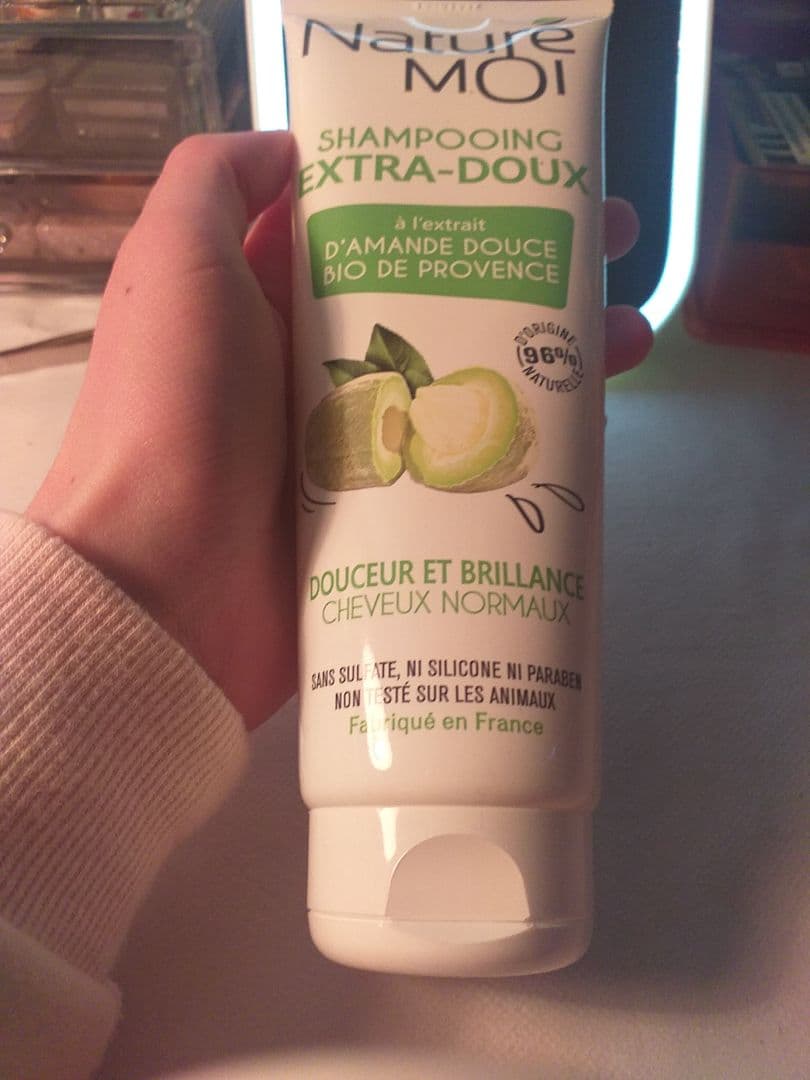 Naturé
MOI
SHAMPOOING
EXTRA-DOUX
à l'extrait
D'AMANDE DOUCE
BIO DE PROVENCE
D'ORIGINE
96%
NATURELLE
DOUCEUR ET BRILLANCE
CHEVEUX NORMAUX
SANS SULFATE, NI SILICONE NI PARABEN
NON TESTÉ SUR LES ANIMAUX
Fabriqué en France